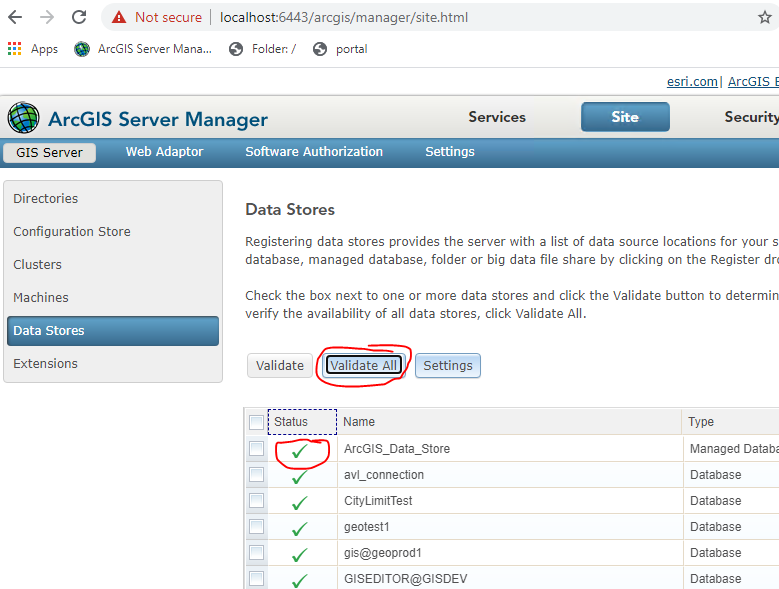 Not secure | localhost:6443/arcgis/manager/site.html
Apps ArcGIS Server Mana... Folder: / portal
esri.com | ArcGIS
ArcGIS Server Manager Services Site Security
GIS Server Web Adaptor Software Authorization Settings
Directories
Configuration Store
Clusters
Machines
Data Stores
Extensions
Data Stores
Registering data stores provides the server with a list of data source locations for your s
database, managed database, folder or big data file share by clicking on the Register dro
Check the box next to one or more data stores and click the Validate button to determin
verify the availability of all data stores, click Validate All.
Validate Validate All Settings
Status Name Type
ArcGIS_Data_Store Managed Databa
avl_connection Database
CityLimitTest Database
geotest1 Database
gis@geoprod1 Database
GISEDITOR@GISDEV Database